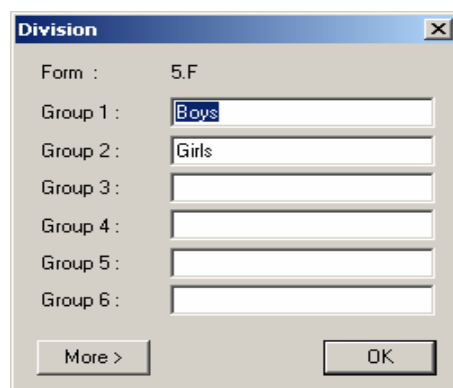 Division
Form : 5.F
Group 1 : Boys
Group 2 : Girls
Group 3 :
Group 4 :
Group 5 :
Group 6 :
More > OK